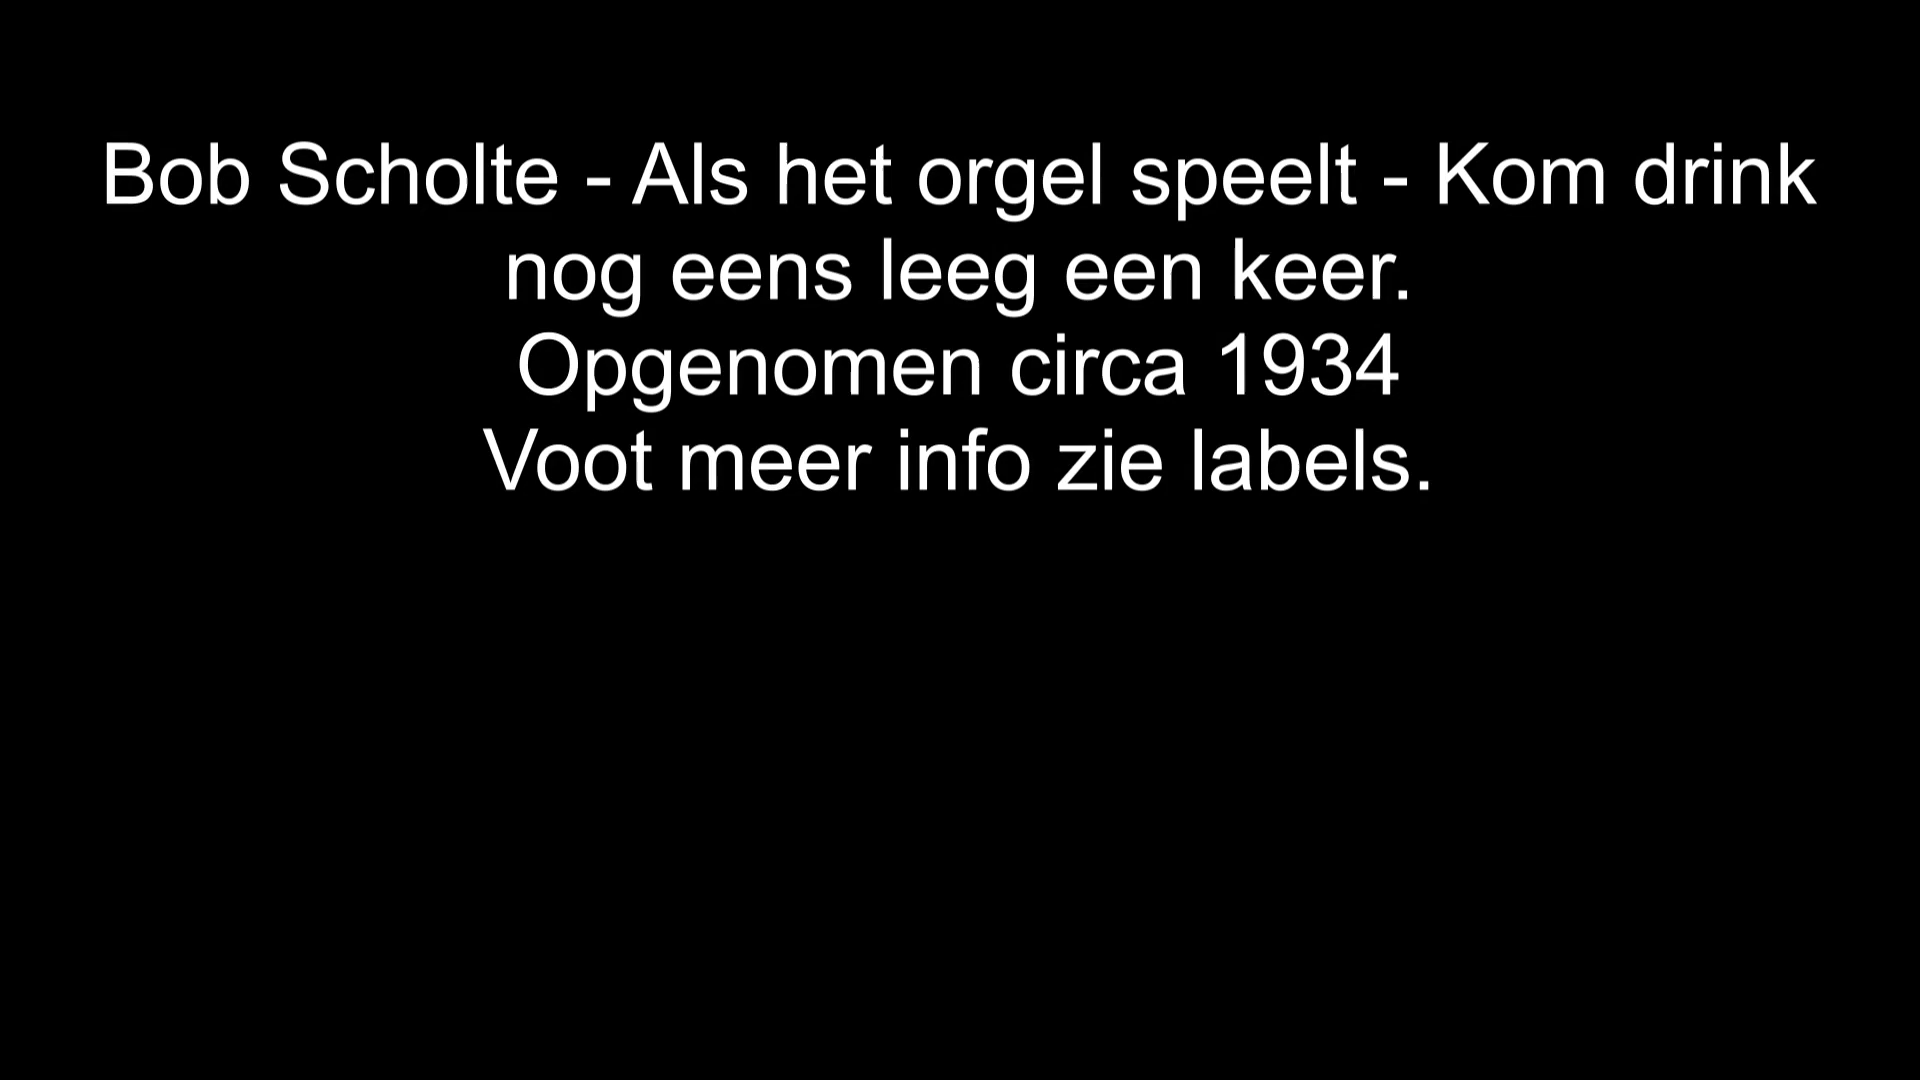 Bob Scholte - Als het orgel speelt - Kom drink
nog eens leeg een keer.
Opgenomen circa 1934
Voot meer info zie labels.